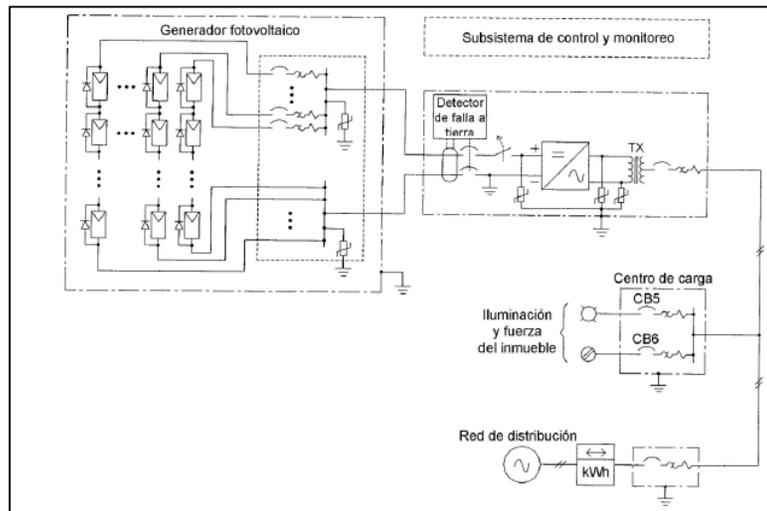 Generador fotovoltaico
Subsistema de control y monitoreo
Detector
de falla a
tierra
TX
Centro de carga
CB5
Iluminación
y fuerza
del inmueble
CB6
Red de distribución
kWh